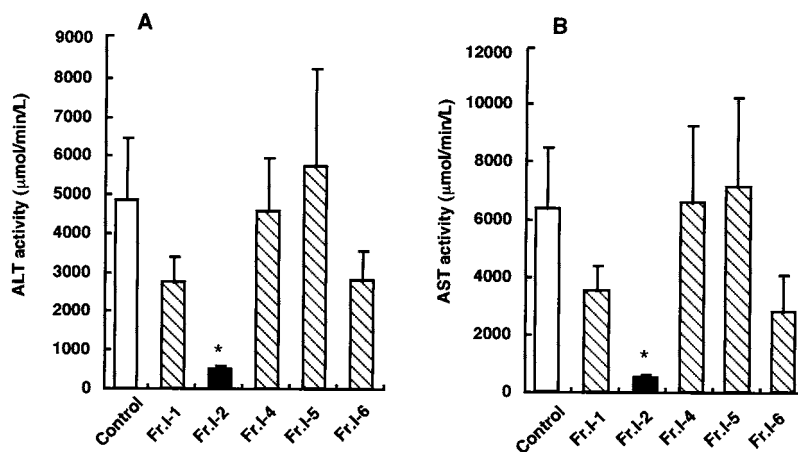 A
ALT activity (μmol/min/L)
9000
8000
7000
6000
5000
4000
3000
2000
1000
0
*
Control
Fr.I-1
Fr.I-2
Fr.I-4
Fr.I-5
Fr.I-6
B
AST activity (μmol/min/L)
12000
10000
8000
6000
4000
2000
0
*
Control
Fr.I-1
Fr.I-2
Fr.I-4
Fr.I-5
Fr.I-6